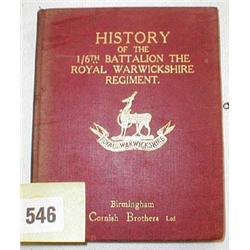 HISTORY
OF THE
1/6TH BATTALION THE
ROYAL WARWICKSHIRE
REGIMENT.
ROYAL WARWICKSHIRE
Birmingham
Cornish Brothers Ltd
546